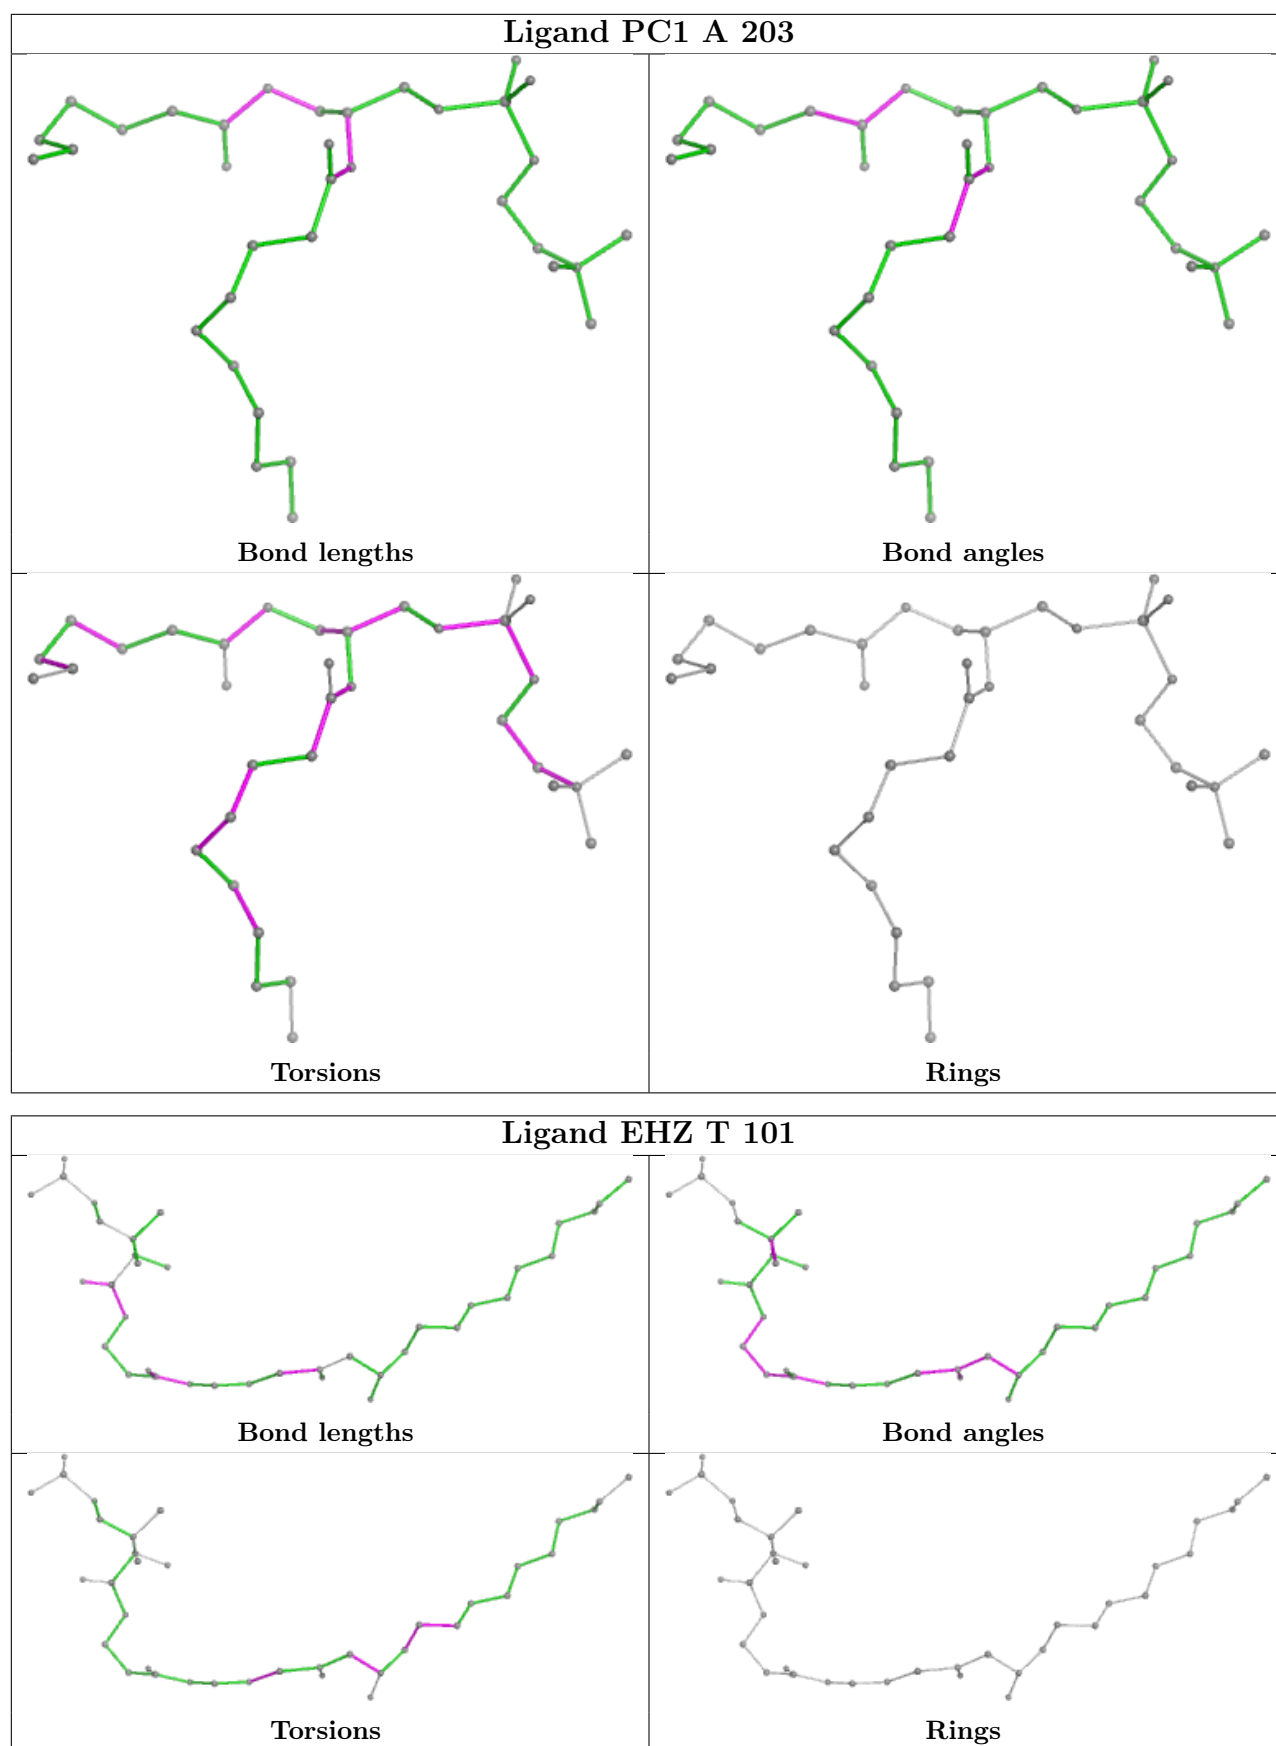 Ligand PC1 A 203
Bond lengths
Bond angles
Torsions
Rings
Ligand EHZ T 101
Bond lengths
Bond angles
Torsions
Rings